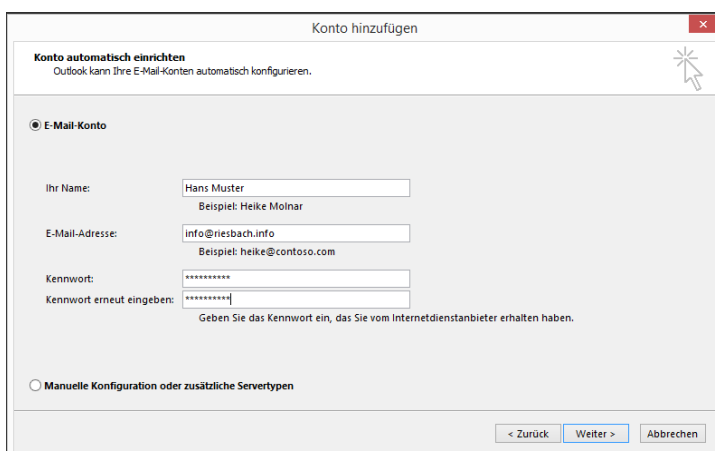 Konto hinzufügen
Konto automatisch einrichten
Outlook kann Ihre E-Mail-Konten automatisch konfigurieren.
E-Mail-Konto
Ihr Name: Hans Muster
Beispiel: Heike Molnar
E-Mail-Adresse: info@riesbach.info
Beispiel: heike@contoso.com
Kennwort: **********
Kennwort erneut eingeben: **********
Geben Sie das Kennwort ein, das Sie vom Internetdienstanbieter erhalten haben.
Manuelle Konfiguration oder zusätzliche Servertypen
< Zurück Weiter > Abbrechen